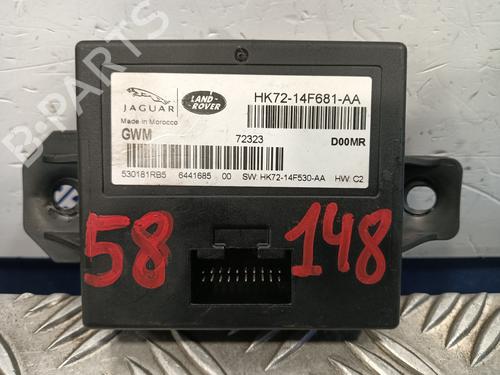 JAGUAR
LAND-
ROVER
HK72-14F681-AA
Made in Morocco
GWM
72323
D00MR
530181RB5 6441685 00 SW: HK72-14F530-AA HW: C2
58
148
B-PARTS